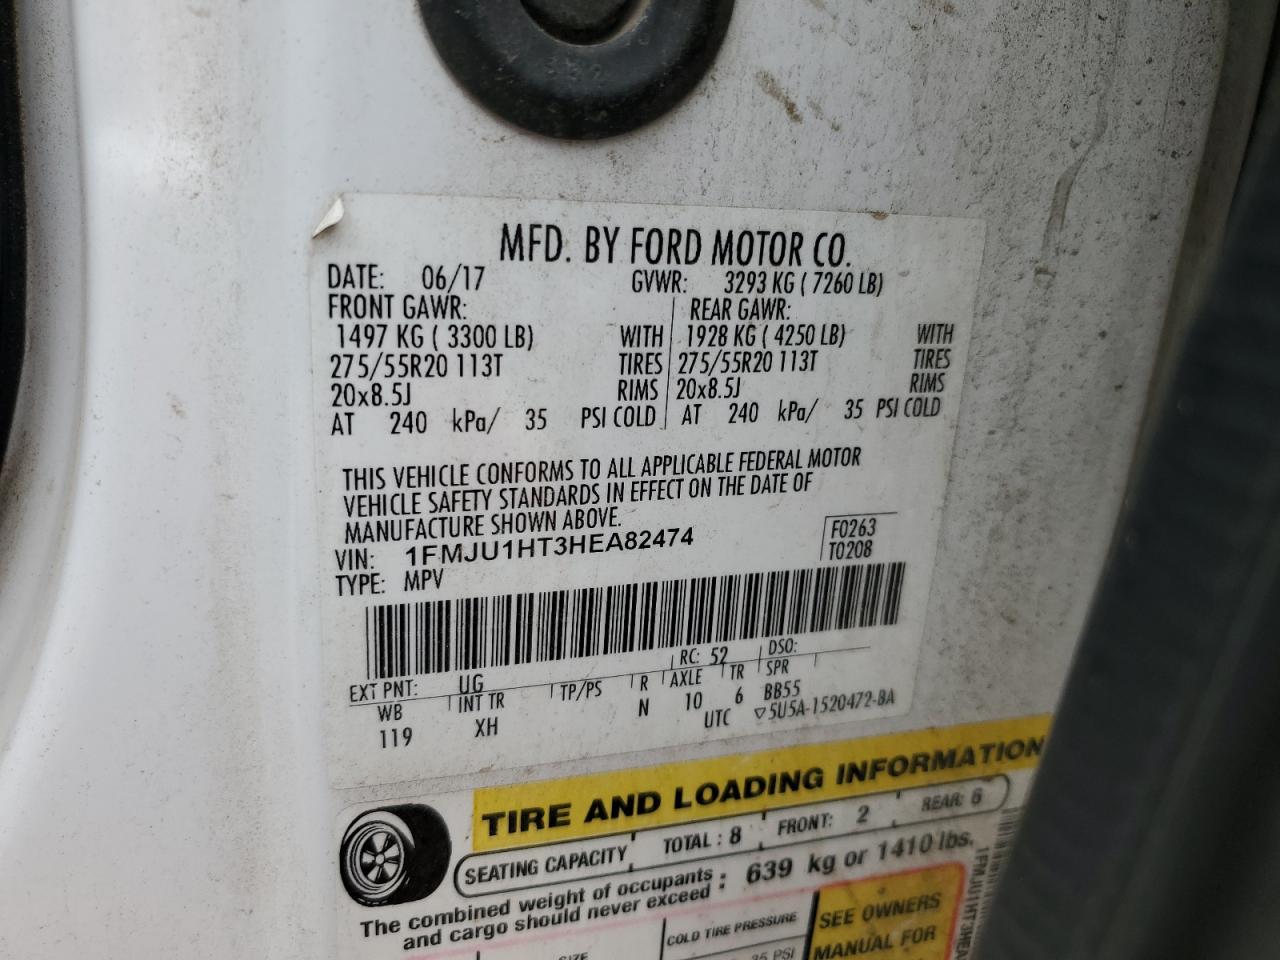 MFD. BY FORD MOTOR CO.
DATE: 06/17 GVWR: 3293 KG ( 7260 LB)
FRONT GAWR: REAR GAWR:
1497 KG ( 3300 LB) WITH 1928 KG ( 4250 LB) WITH
275/55R20 113T TIRES 275/55R20 113T TIRES
20x8.5J RIMS 20x8.5J RIMS
AT 240 kPa/ 35 PSI COLD AT 240 kPa/ 35 PSI COLD
THIS VEHICLE CONFORMS TO ALL APPLICABLE FEDERAL MOTOR
VEHICLE SAFETY STANDARDS IN EFFECT ON THE DATE OF
MANUFACTURE SHOWN ABOVE.
VIN: 1FMJU1HT3HEA82474 F0263
TYPE: MPV T0208
EXT PNT: UG RC: 52 DSO:
WB INT TR TP/PS R AXLE TR SPR
119 XH N 10 6 BB55
UTC ▽5U5A-1520472-BA
TIRE AND LOADING INFORMATION
SEATING CAPACITY TOTAL : 8 FRONT: 2 REAR: 6
The combined weight of occupants : 639 kg or 1410 lbs.
and cargo should never exceed
COLD TIRE PRESSURE SEE OWNERS
35 PSI MANUAL FOR
1FMJU1HT3HEA